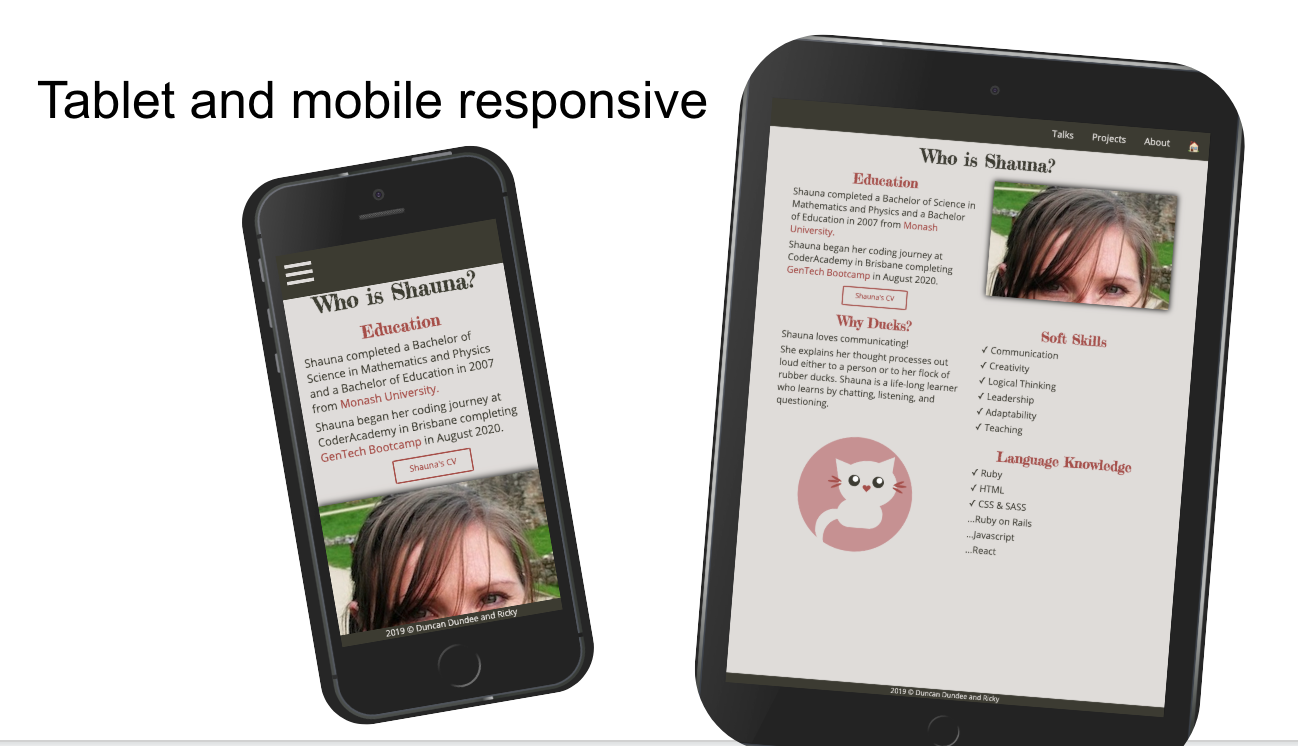 Tablet and mobile responsive
Who is Shauna?
Education
Shauna completed a Bachelor of
Science in Mathematics and Physics
and a Bachelor of Education in 2007
from Monash University.
Shauna began her coding journey at
CoderAcademy in Brisbane completing
GenTech Bootcamp in August 2020.
Shauna's CV
2019 © Duncan Dundee and Ricky
Talks Projects About
Who is Shauna?
Education
Shauna completed a Bachelor of Science in
Mathematics and Physics and a Bachelor
of Education in 2007 from Monash
University.
Shauna began her coding journey at
CoderAcademy in Brisbane completing
GenTech Bootcamp in August 2020.
Shauna's CV
Why Ducks?
Shauna loves communicating!
She explains her thought processes out
loud either to a person or to her flock of
rubber ducks. Shauna is a life-long learner
who learns by chatting, listening, and
questioning.
Soft Skills
✓ Communication
✓ Creativity
✓ Logical Thinking
✓ Leadership
✓ Adaptability
✓ Teaching
Language Knowledge
✓ Ruby
✓ HTML
✓ CSS & SASS
...Ruby on Rails
...Javascript
...React
2019 © Duncan Dundee and Ricky